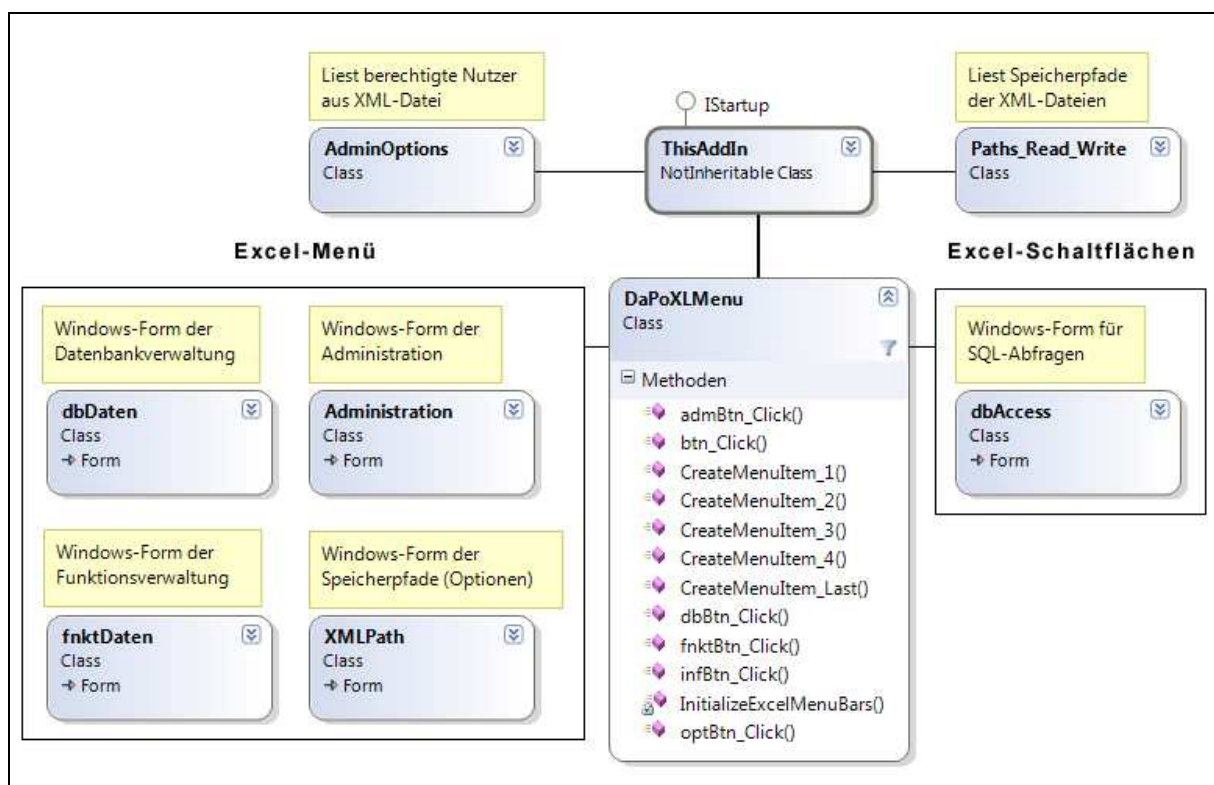 Liest berechtigte Nutzer
aus XML-Datei
AdminOptions
Class
IStartup
ThisAddIn
NotInheritable Class
Liest Speicherpfade
der XML-Dateien
Paths_Read_Write
Class
Excel-Menü
Windows-Form der
Datenbankverwaltung
dbDaten
Class
Form
Windows-Form der
Administration
Administration
Class
Form
Windows-Form der
Funktionsverwaltung
fnktDaten
Class
Form
Windows-Form der
Speicherpfade (Optionen)
XMLPath
Class
Form
DaPoXLMenu
Class
Methoden
admBtn_Click()
btn_Click()
CreateMenuItem_1()
CreateMenuItem_2()
CreateMenuItem_3()
CreateMenuItem_4()
CreateMenuItem_Last()
dbBtn_Click()
fnktBtn_Click()
infBtn_Click()
InitializeExcelMenuBars()
optBtn_Click()
Excel-Schaltflächen
Windows-Form für
SQL-Abfragen
dbAccess
Class
Form